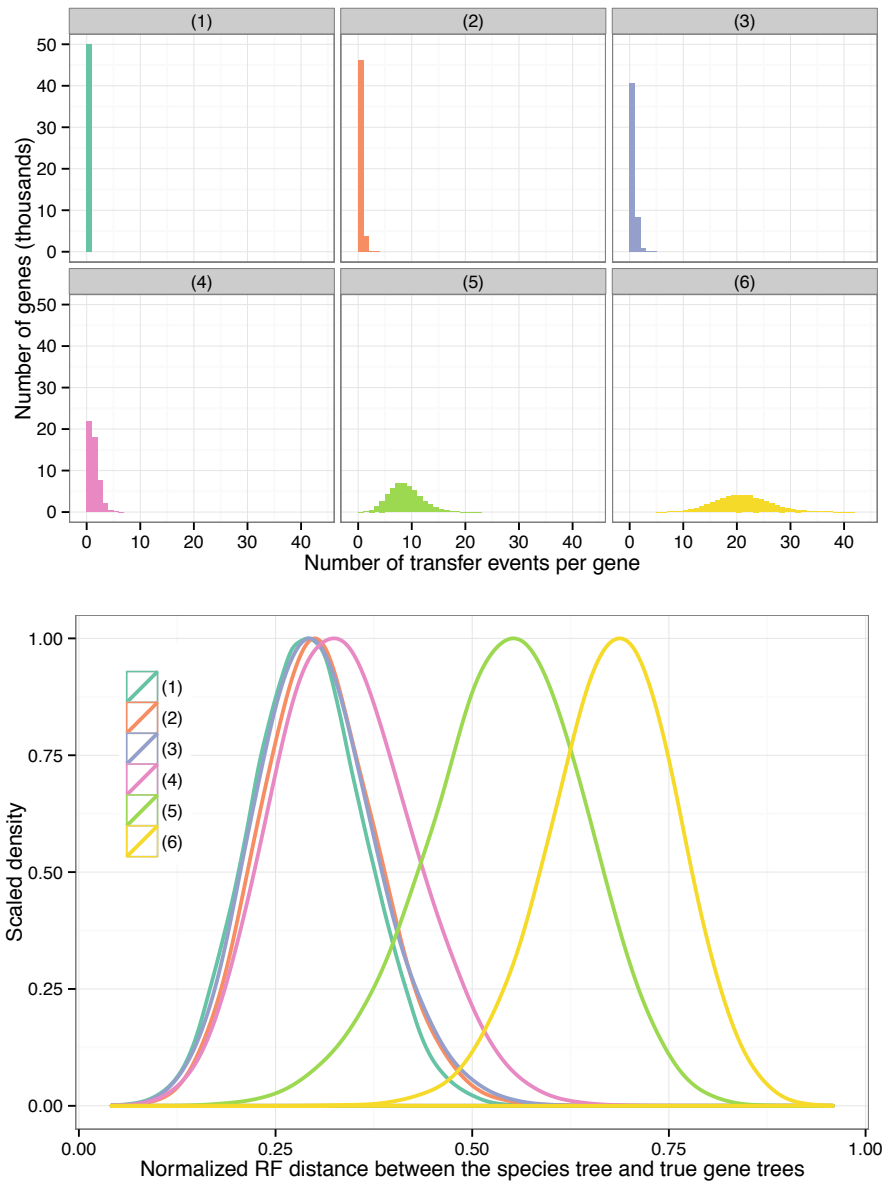 (1) (2) (3)
50
40
30
20
10
0
(4) (5) (6)
50
40
30
20
10
0
Number of genes (thousands)
0 10 20 30 40 0 10 20 30 40 0 10 20 30 40
Number of transfer events per gene
1.00
0.75
0.50
0.25
0.00
Scaled density
(1)
(2)
(3)
(4)
(5)
(6)
0.00 0.25 0.50 0.75 1.00
Normalized RF distance between the species tree and true gene trees